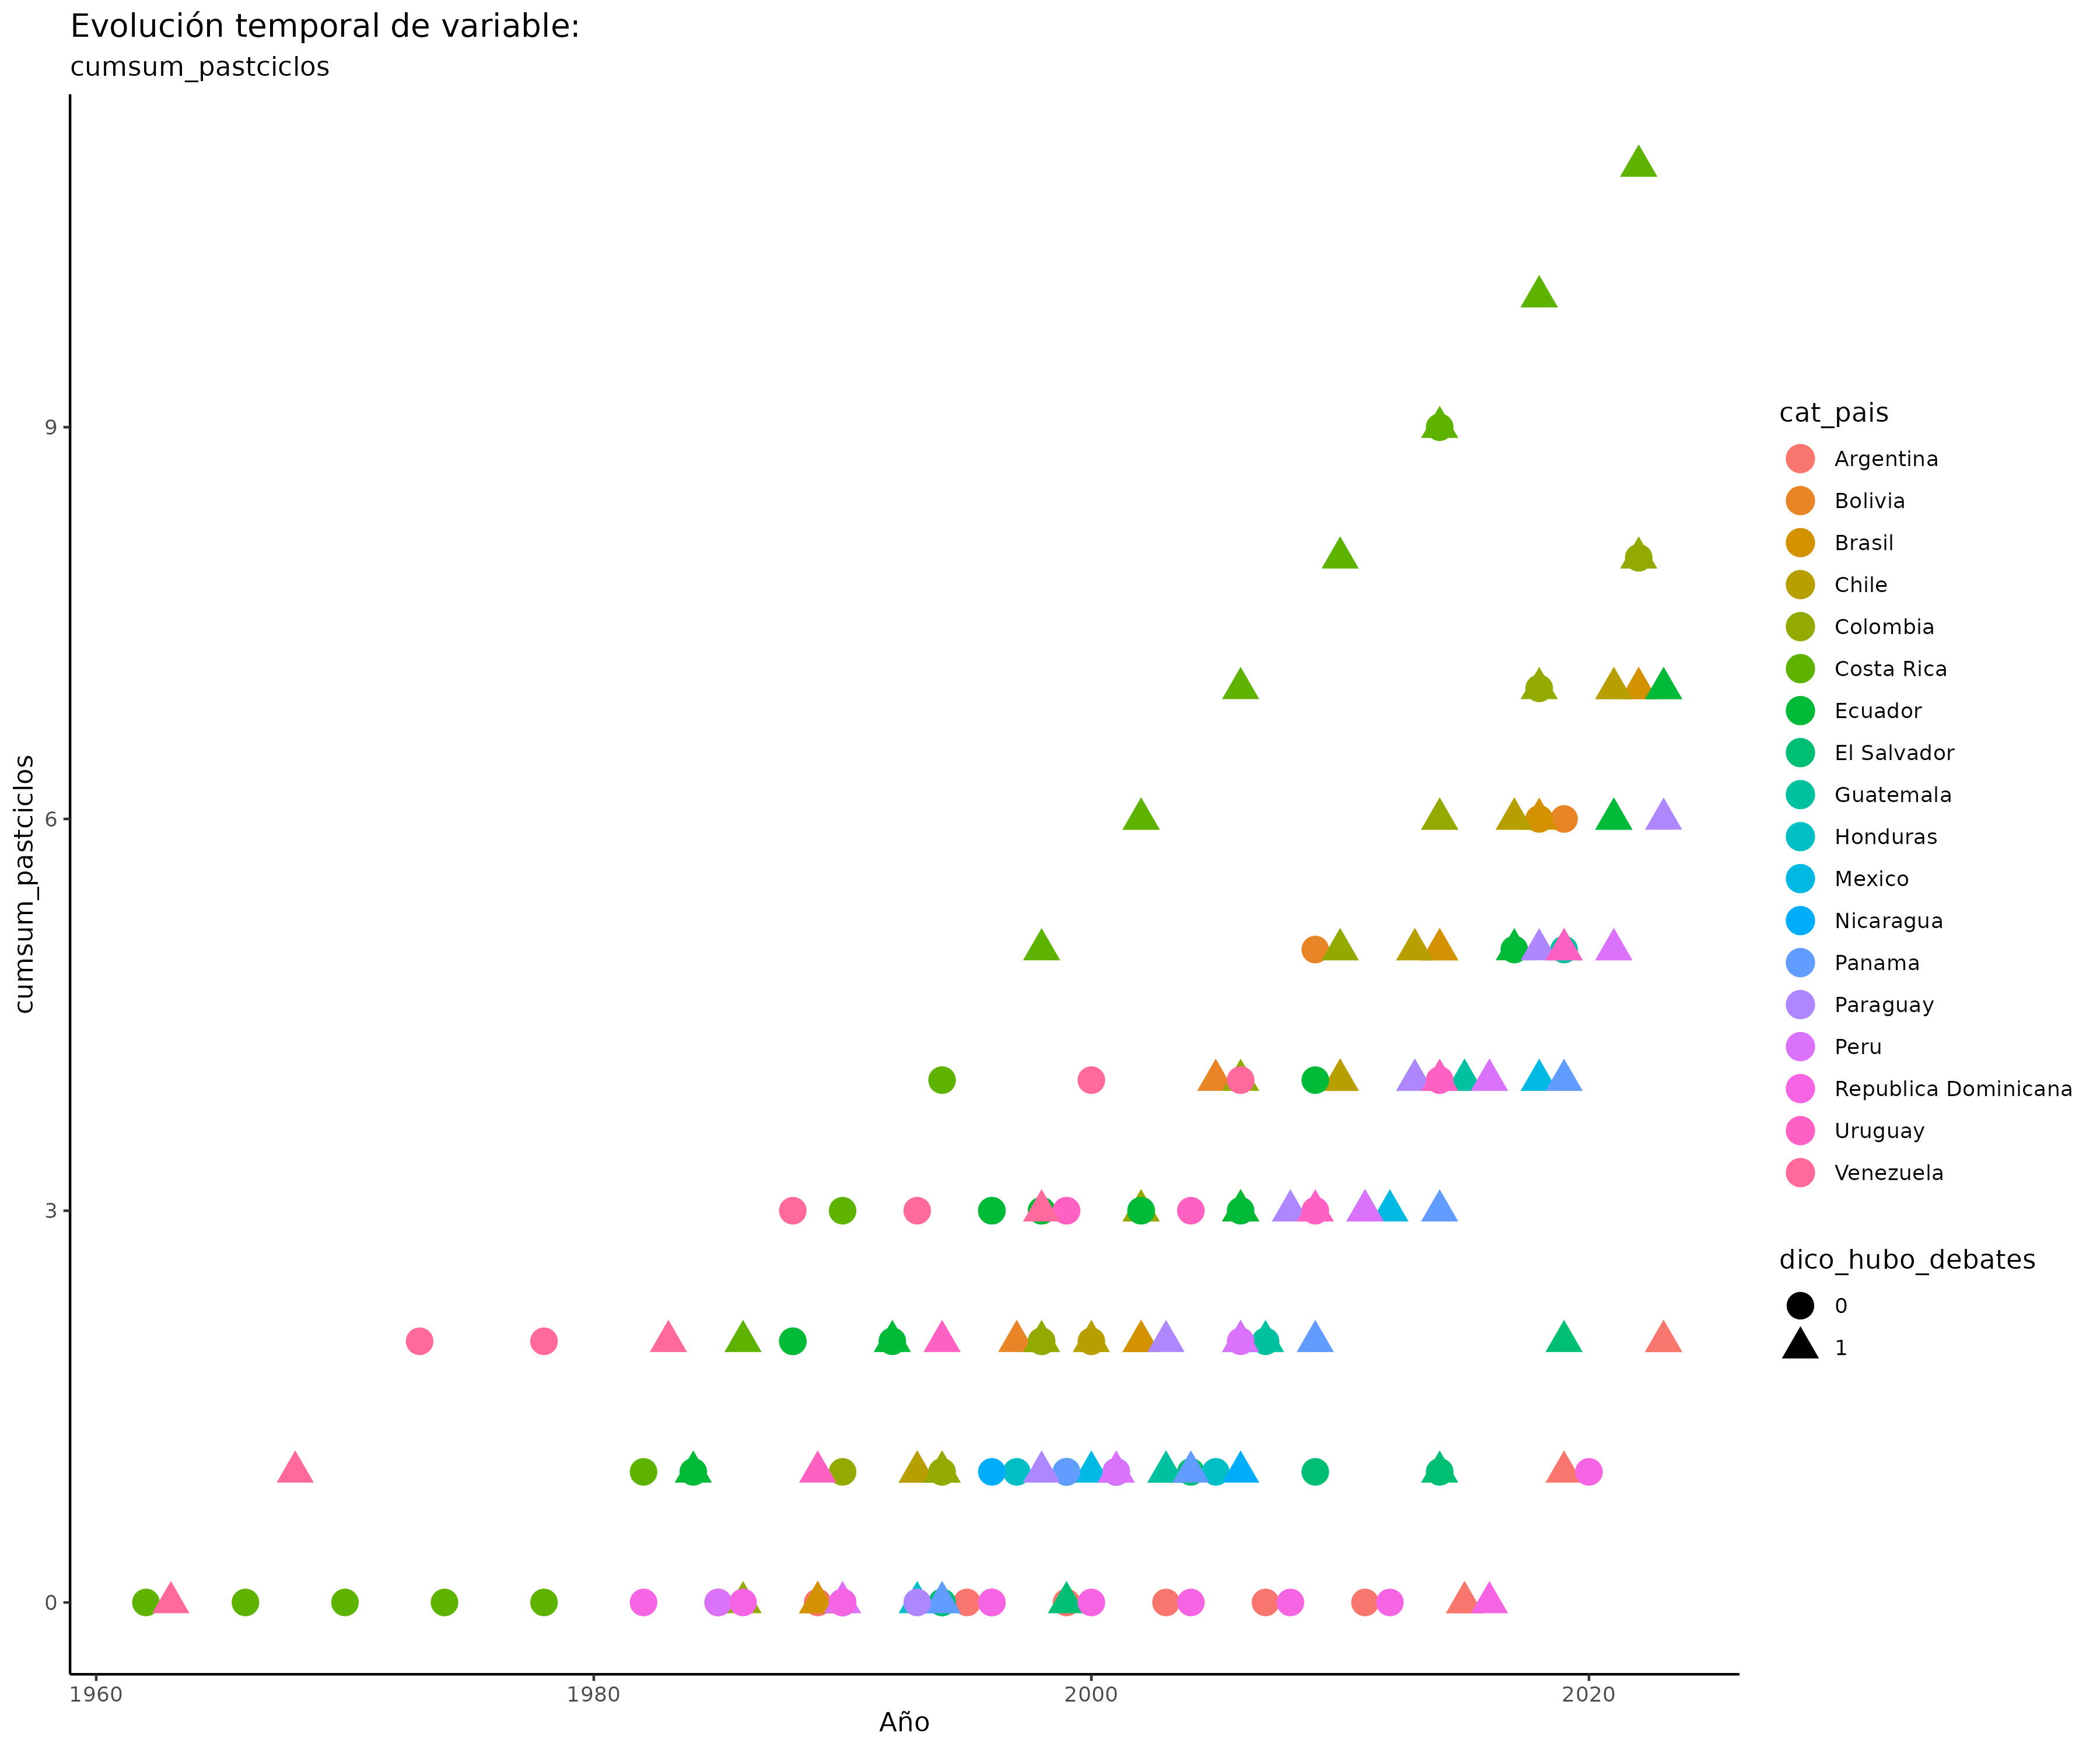 Evolución temporal de variable:
cumsum_pastciclos
cumsum_pastciclos
9
6
3
0
1960
1980
2000
2020
Año
cat_pais
Argentina
Bolivia
Brasil
Chile
Colombia
Costa Rica
Ecuador
El Salvador
Guatemala
Honduras
Mexico
Nicaragua
Panama
Paraguay
Peru
Republica Dominicana
Uruguay
Venezuela
dico_hubo_debates
0
1